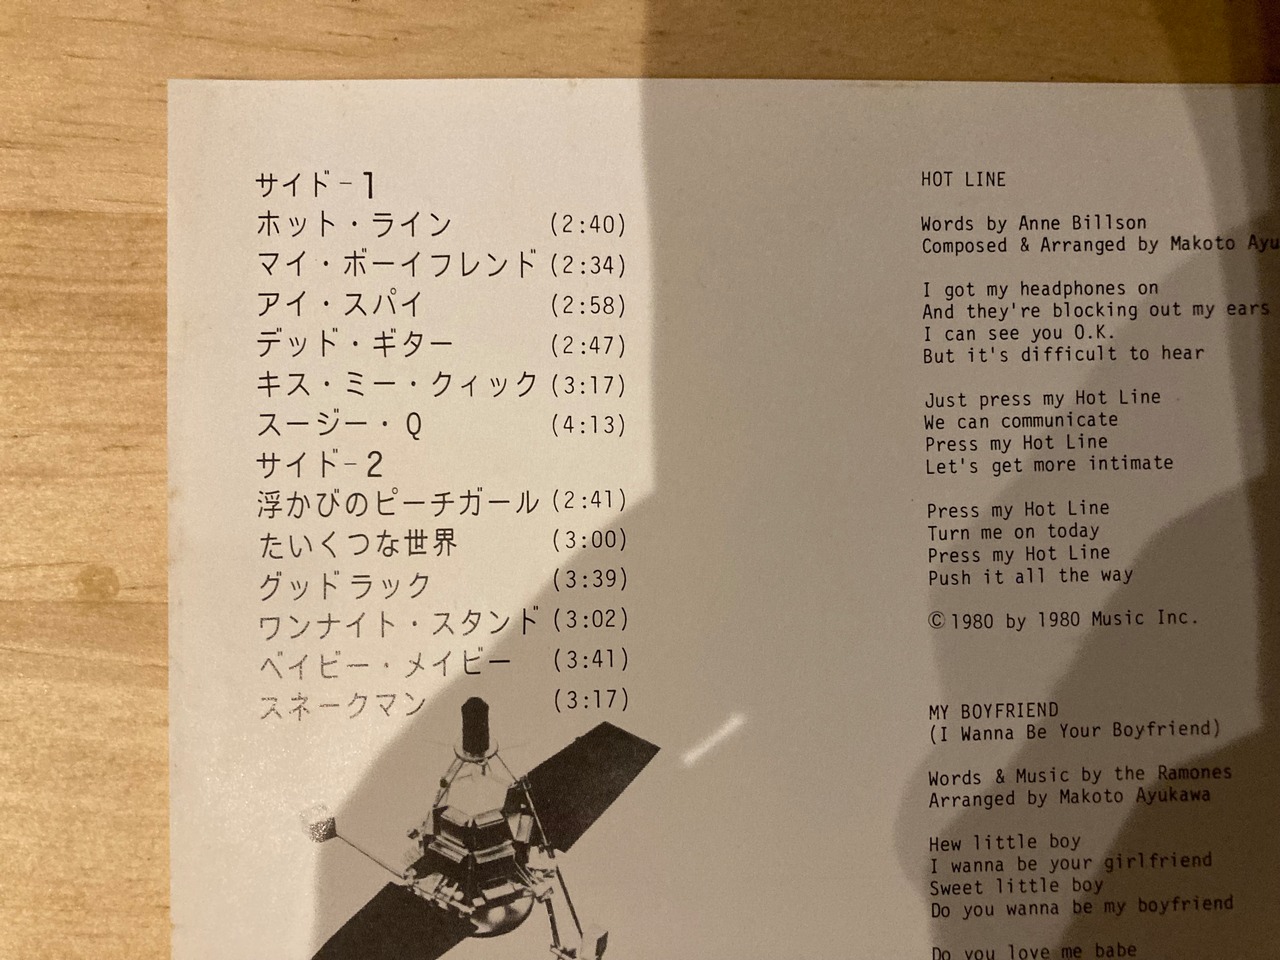 サイド-1
ホット・ライン (2:40)
マイ・ボーイフレンド (2:34)
アイ・スパイ (2:58)
デッド・ギター (2:47)
キス・ミー・クィック (3:17)
スージー・Q (4:13)
サイド-2
浮かびのピーチガール (2:41)
たいくつな世界 (3:00)
グッドラック (3:39)
ワンナイト・スタンド (3:02)
ベイビー・メイビー (3:41)
スネークマン (3:17)
HOT LINE
Words by Anne Billson
Composed & Arranged by Makoto Ayu
I got my headphones on
And they're blocking out my ears
I can see you O.K.
But it's difficult to hear
Just press my Hot Line
We can communicate
Press my Hot Line
Let's get more intimate
Press my Hot Line
Turn me on today
Press my Hot Line
Push it all the way
©1980 by 1980 Music Inc.
MY BOYFRIEND
(I Wanna Be Your Boyfriend)
Words & Music by the Ramones
Arranged by Makoto Ayukawa
Hew little boy
I wanna be your girlfriend
Sweet little boy
Do you wanna be my boyfriend
Do you love me babe